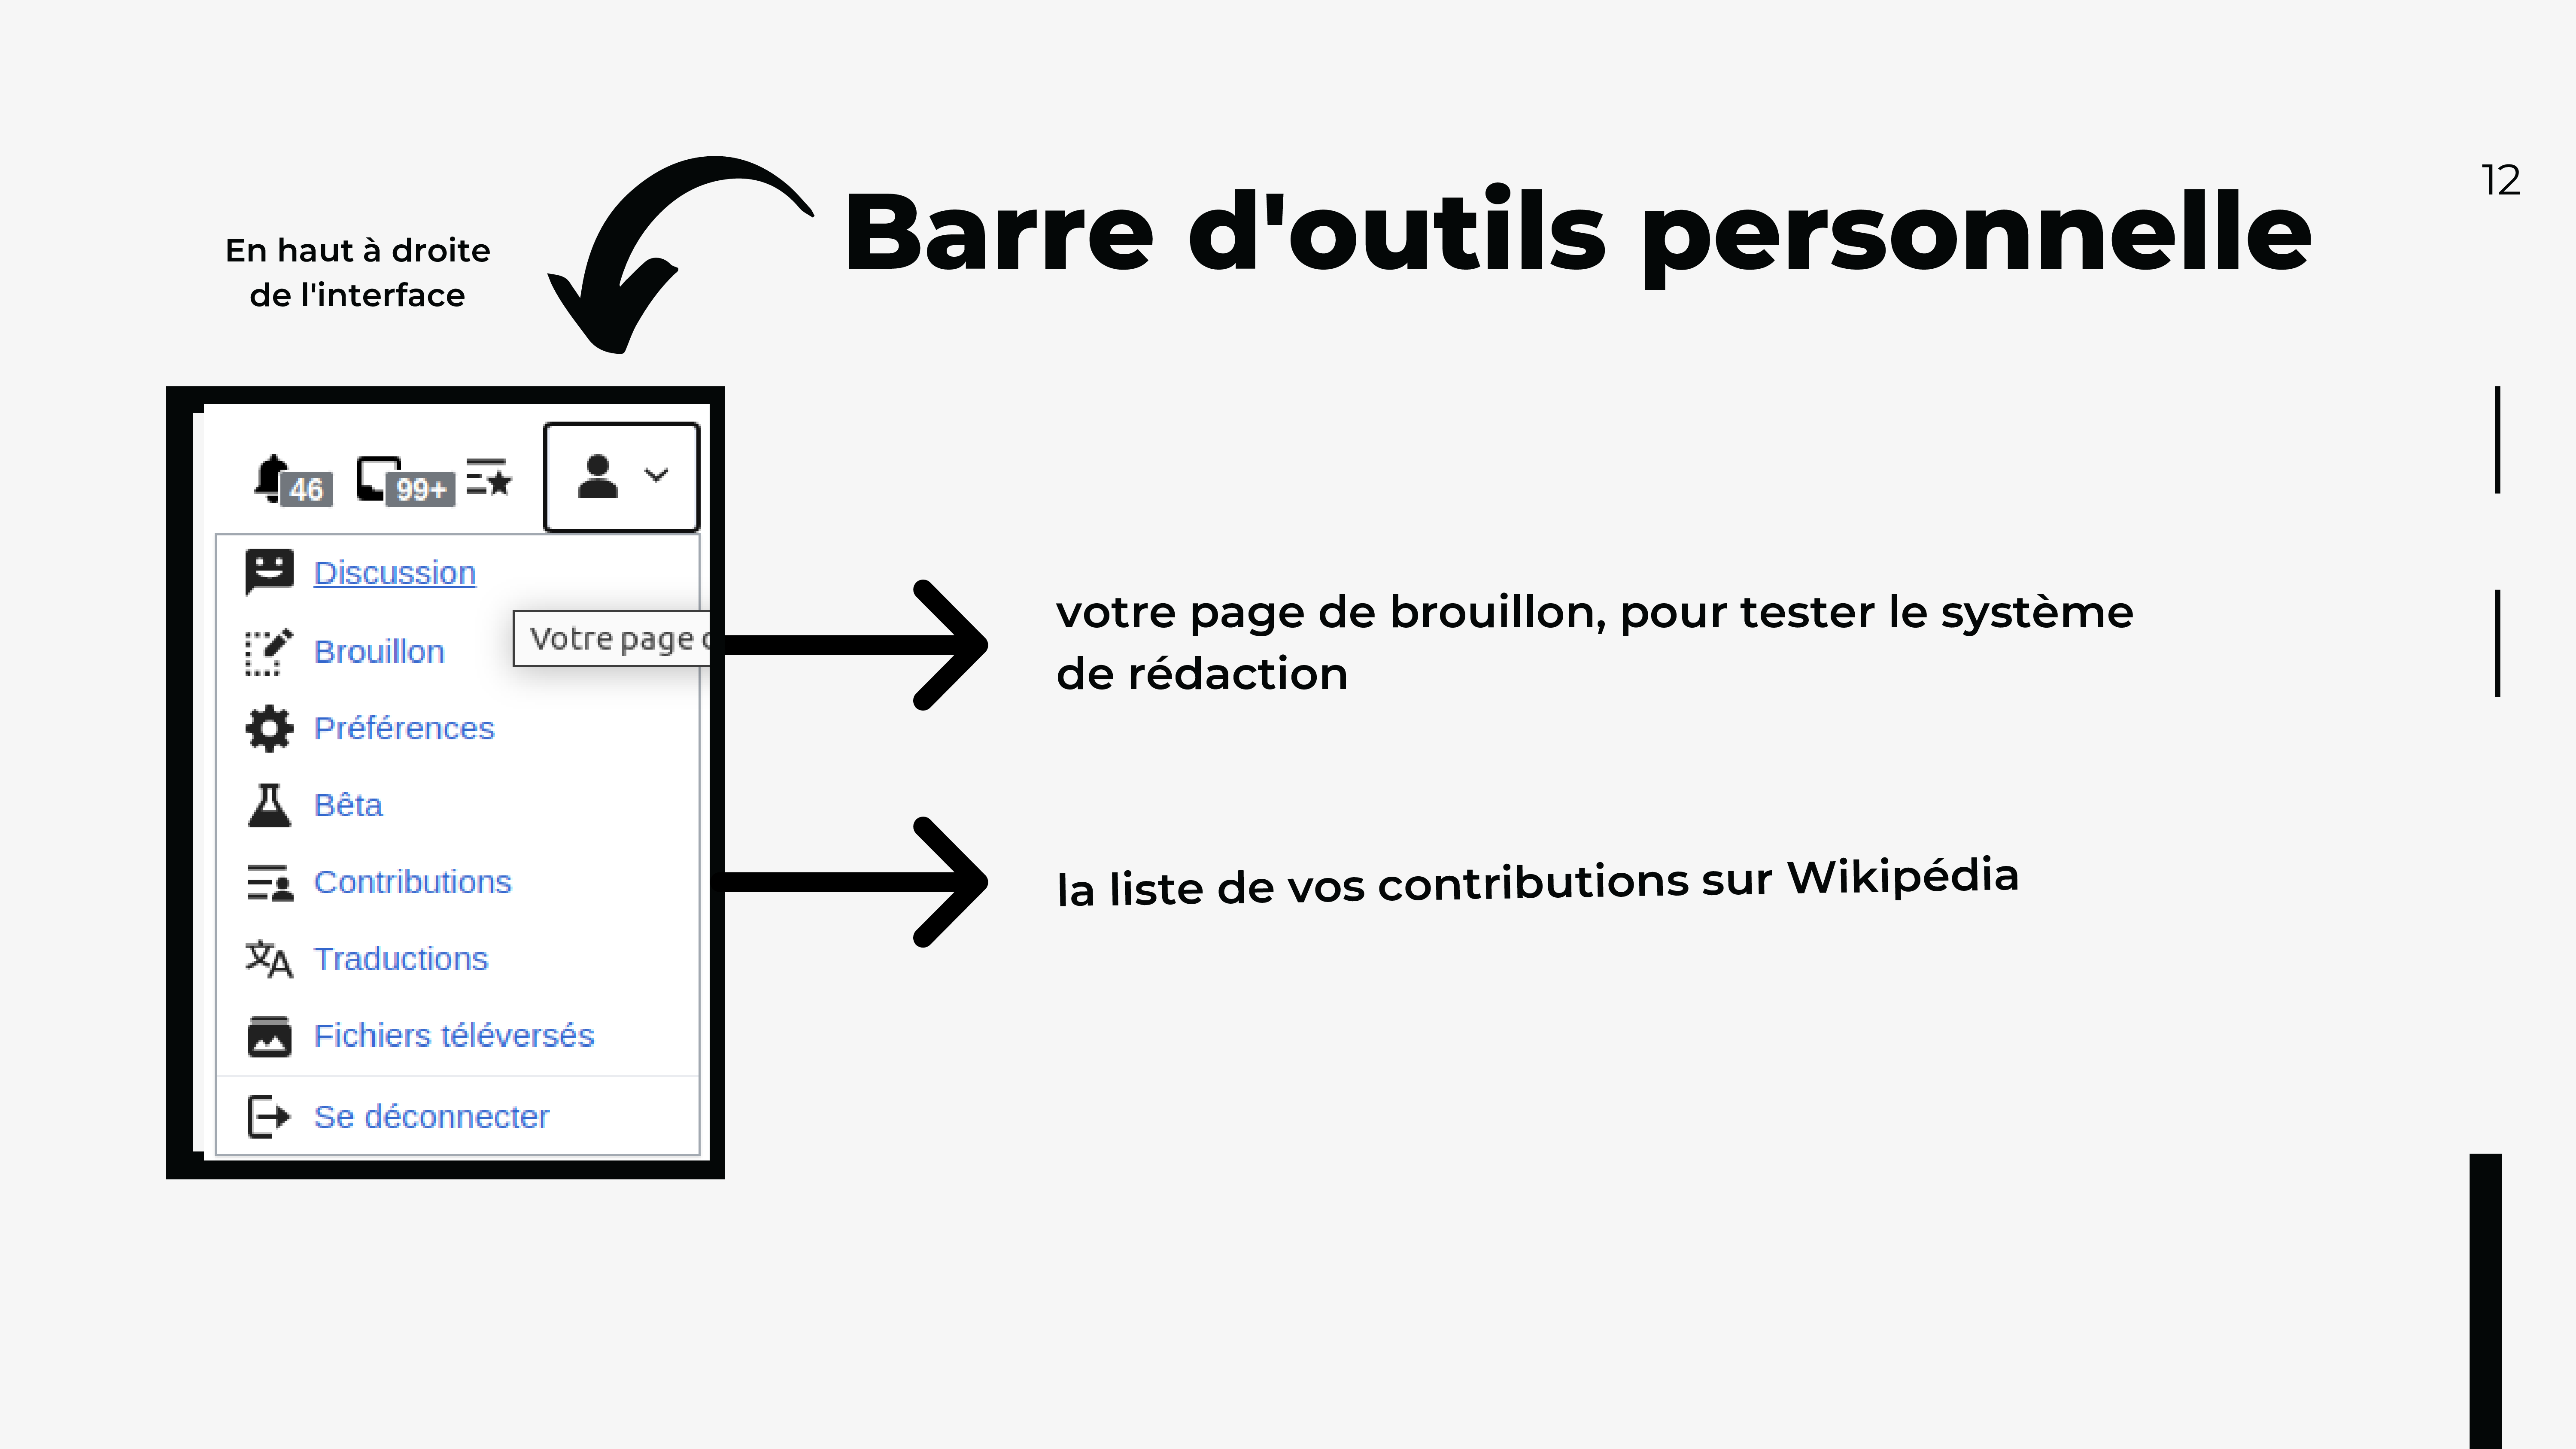 12
Barre d'outils personnelle
En haut à droite
de l'interface
46 99+
Discussion
Votre page
Brouillon
Préférences
Bêta
Contributions
Traductions
Fichiers téléversés
Se déconnecter
votre page de brouillon, pour tester le système
de rédaction
la liste de vos contributions sur Wikipédia